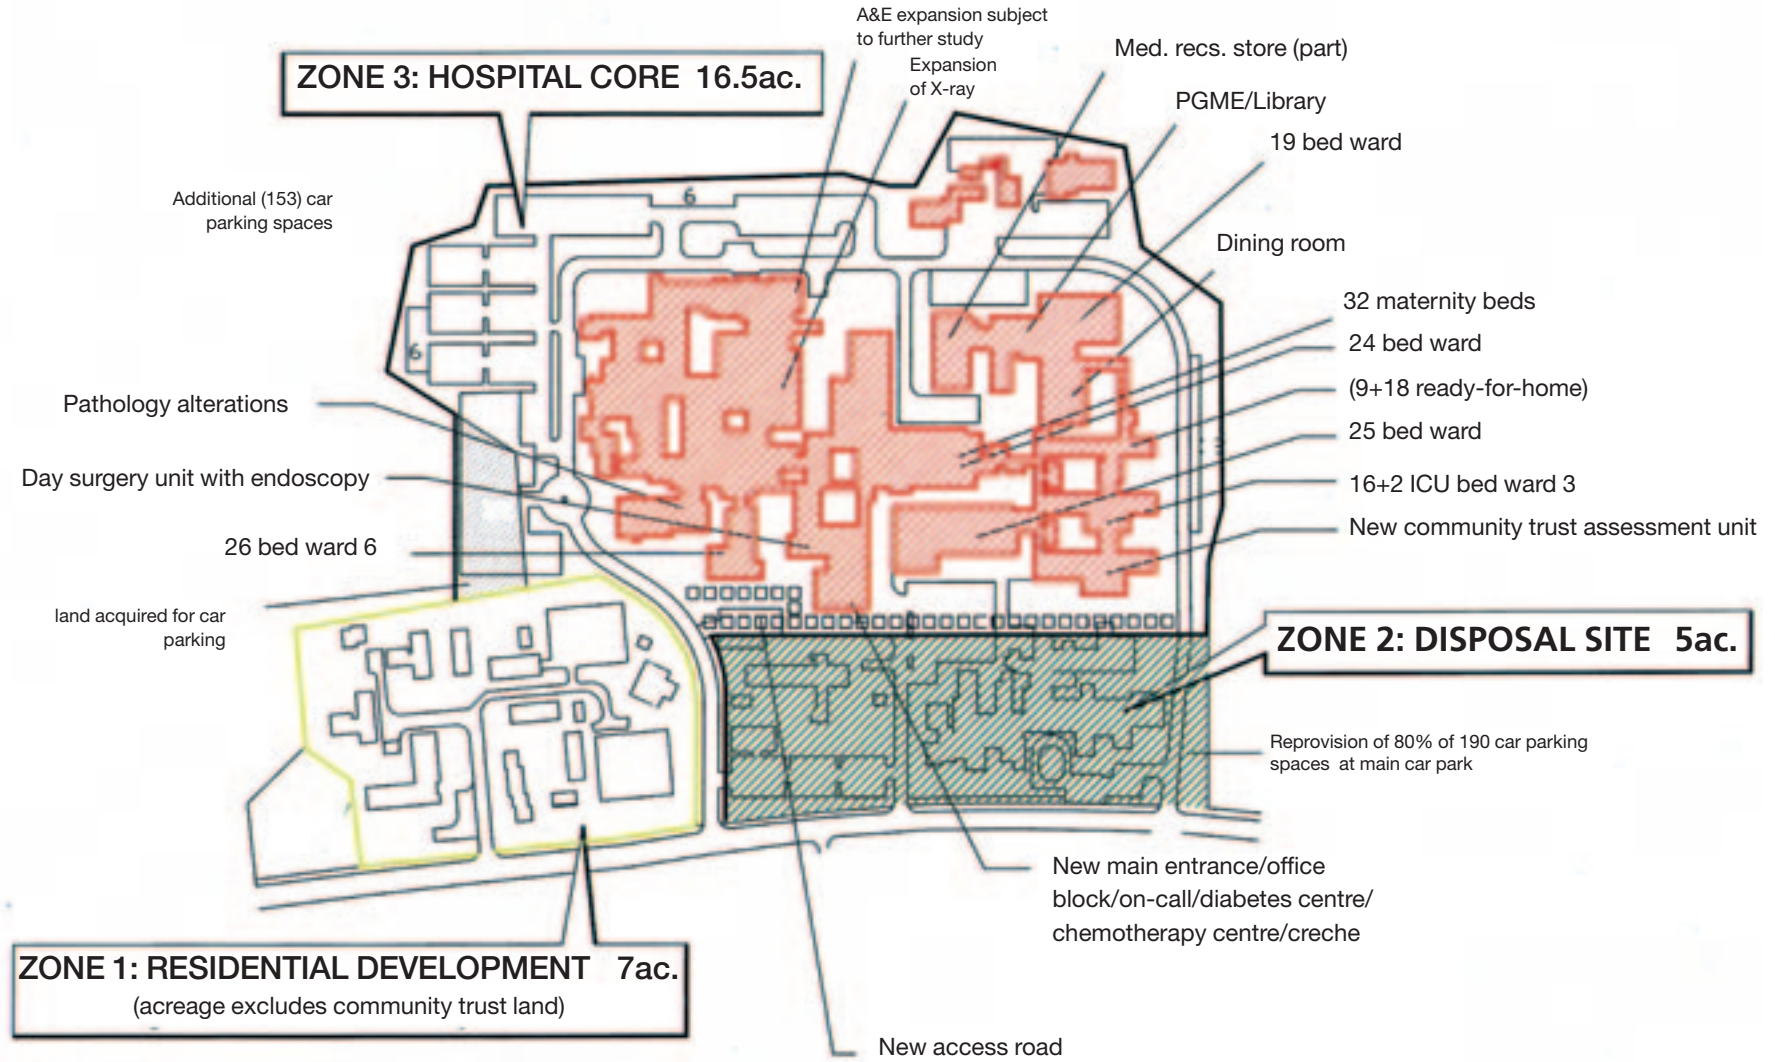 A&E expansion subject
to further study
Expansion
of X-ray
Med. recs. store (part)
ZONE 3: HOSPITAL CORE 16.5ac.
PGME/Library
19 bed ward
Additional (153) car
parking spaces
6
Dining room
32 maternity beds
24 bed ward
6
(9+18 ready-for-home)
Pathology alterations
25 bed ward
Day surgery unit with endoscopy
16+2 ICU bed ward 3
New community trust assessment unit
26 bed ward 6
land acquired for car
parking
ZONE 2: DISPOSAL SITE 5ac.
Reprovision of 80% of 190 car parking
spaces at main car park
New main entrance/office
block/on-call/diabetes centre/
chemotherapy centre/creche
ZONE 1: RESIDENTIAL DEVELOPMENT 7ac.
(acreage excludes community trust land)
New access road